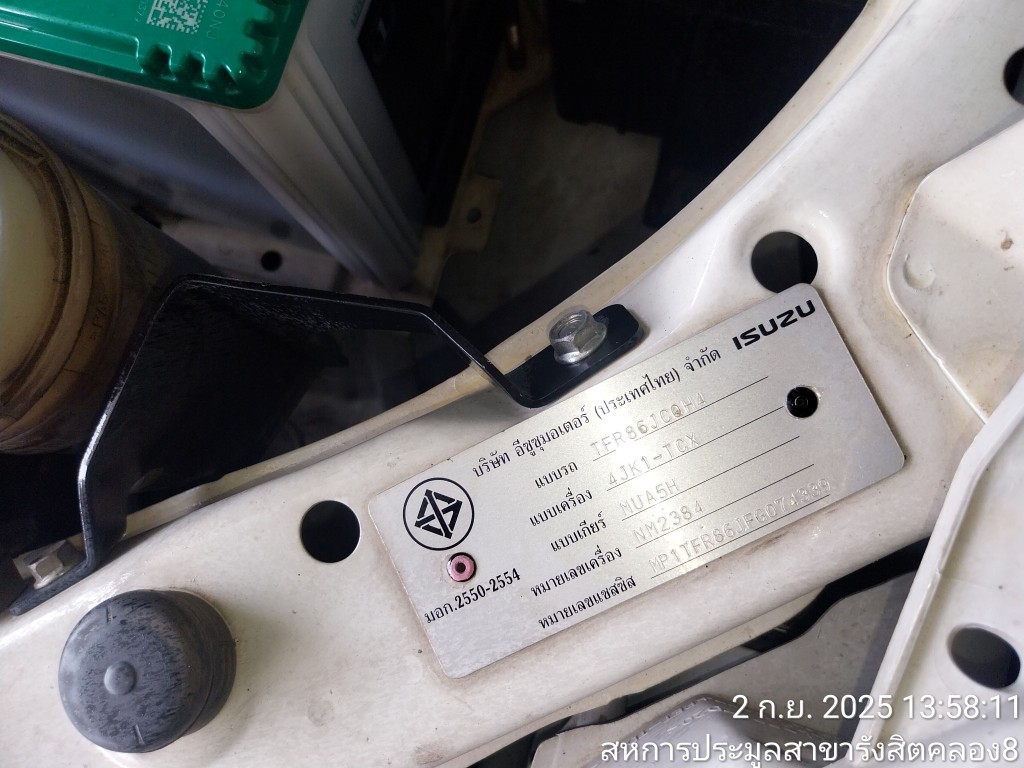 บริษัท อีซูซุมอเตอร์ (ประเทศไทย) จำกัด ISUZU
แบบรถ TFR86JCQH4
แบบเครื่อง 4JK1-TCX
แบบเกียร์ MUA5H
หมายเลขเครื่อง NM2384
หมายเลขแชสซิส
มอก.2550-2554
2 ก.ย. 2025 13:58:11
สหการประมูลสาขารังสิตคลอง8